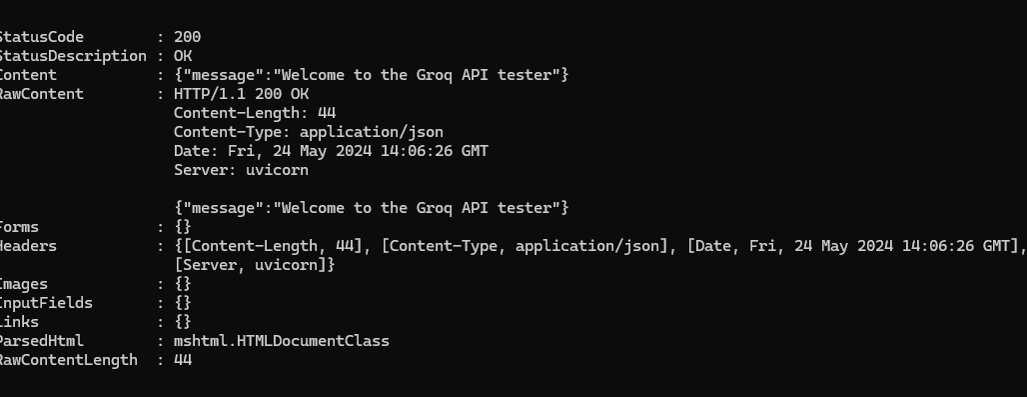 StatusCode        : 200
StatusDescription : OK
Content           : {"message":"Welcome to the Groq API tester"}
RawContent        : HTTP/1.1 200 OK
                    Content-Length: 44
                    Content-Type: application/json
                    Date: Fri, 24 May 2024 14:06:26 GMT
                    Server: uvicorn

                    {"message":"Welcome to the Groq API tester"}
Forms             : {}
Headers           : {[Content-Length, 44], [Content-Type, application/json], [Date, Fri, 24 May 2024 14:06:26 GMT],
                    [Server, uvicorn]}
Images            : {}
InputFields       : {}
Links             : {}
ParsedHtml        : mshtml.HTMLDocumentClass
RawContentLength  : 44